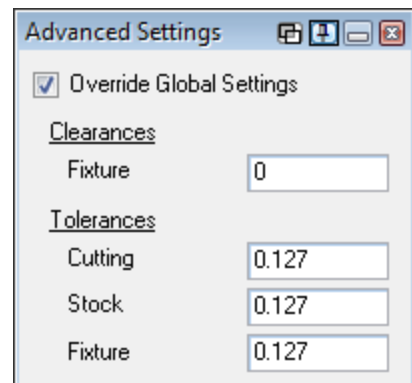 Advanced Settings
Override Global Settings
Clearances
Fixture 0
Tolerances
Cutting 0.127
Stock 0.127
Fixture 0.127